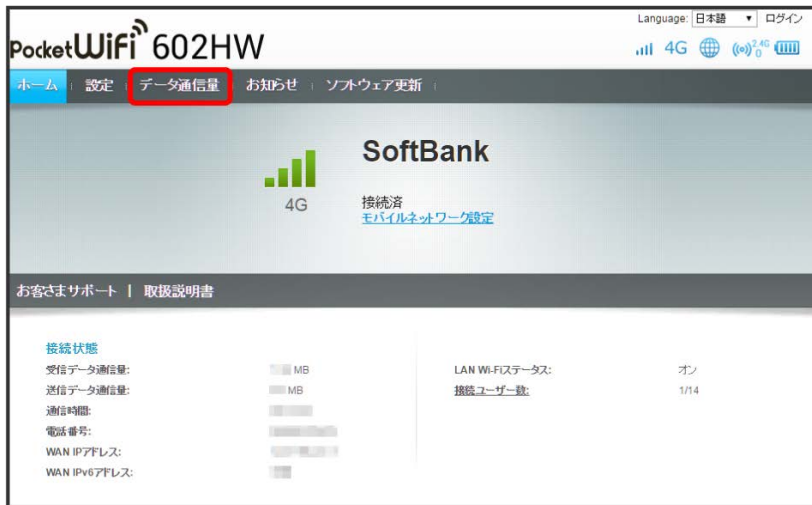 Language: 日本語 ログイン
PocketWiFi 602HW
4G 2.4G 0
ホーム 設定 データ通信量 お知らせ ソフトウェア更新
SoftBank
4G
接続済
モバイルネットワーク設定
お客さまサポート | 取扱説明書
接続状態
受信データ通信量: MB
送信データ通信量: MB
通信時間:
電話番号:
WAN IPアドレス:
WAN IPv6アドレス:
LAN Wi-Fiステータス: オン
接続ユーザー数: 1/14